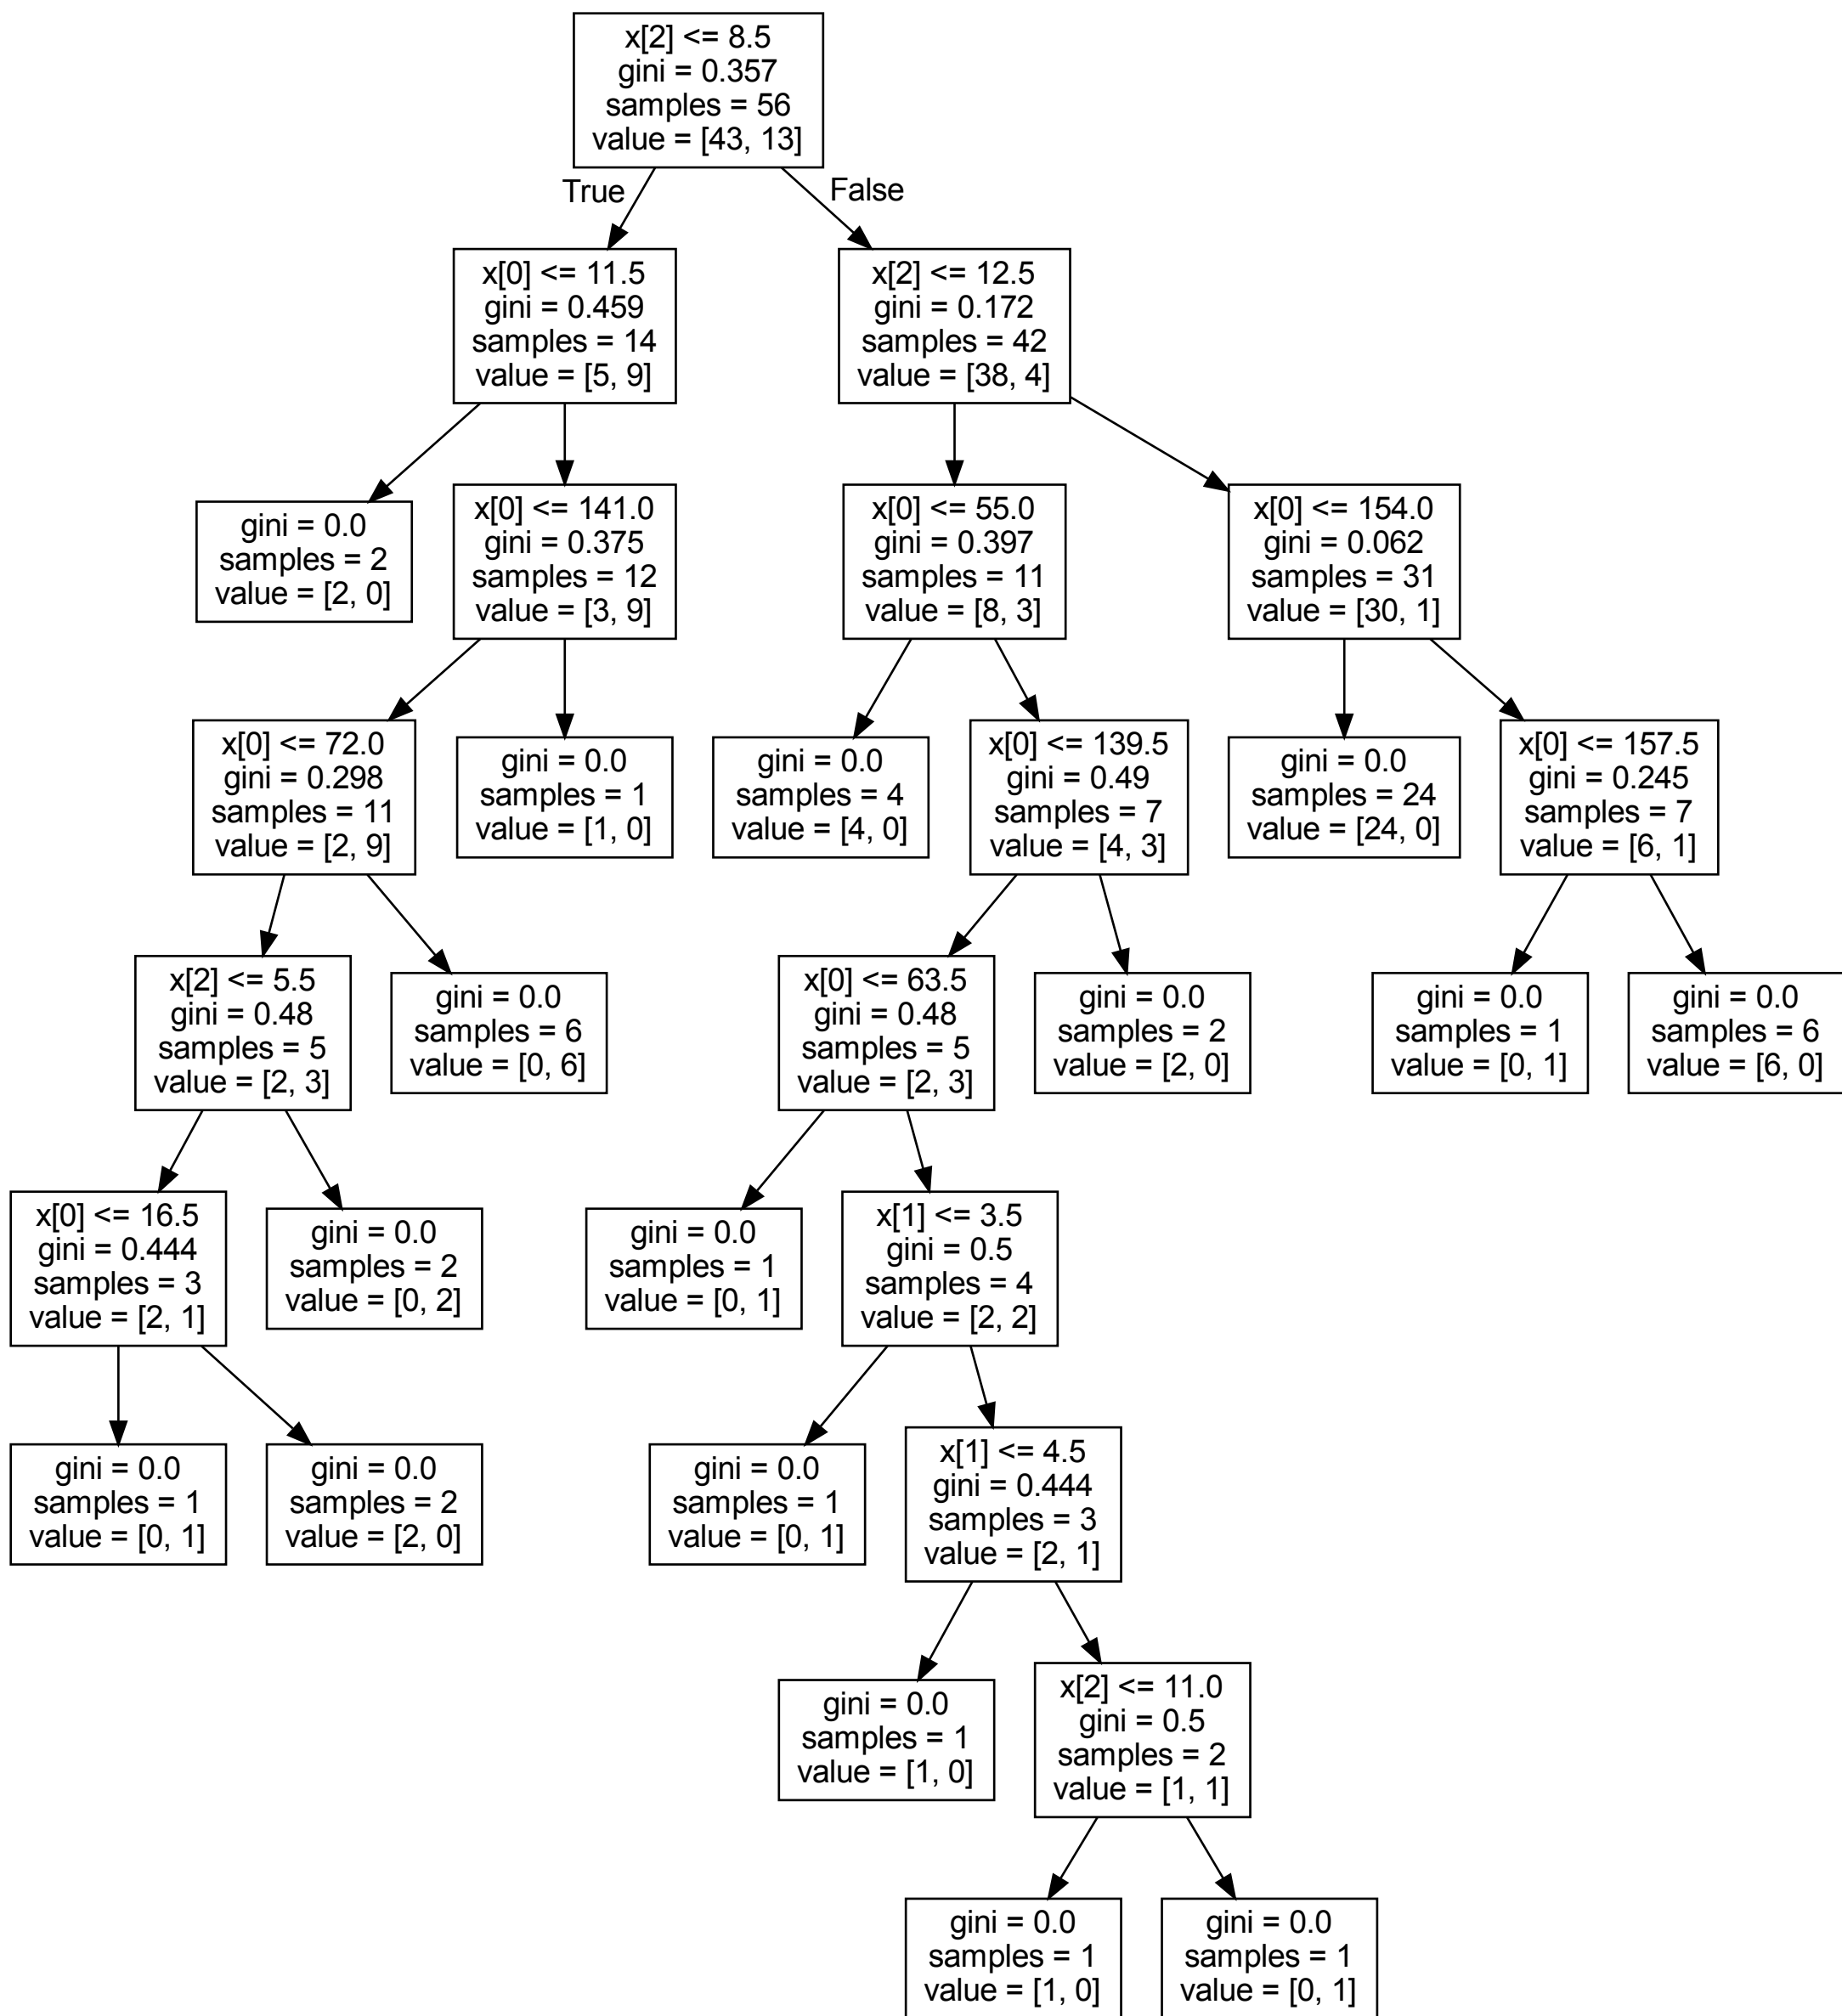 x[2] <= 8.5
gini = 0.357
samples = 56
value = [43, 13]
True
False
x[0] <= 11.5
gini = 0.459
samples = 14
value = [5, 9]
x[2] <= 12.5
gini = 0.172
samples = 42
value = [38, 4]
gini = 0.0
samples = 2
value = [2, 0]
x[0] <= 141.0
gini = 0.375
samples = 12
value = [3, 9]
x[0] <= 55.0
gini = 0.397
samples = 11
value = [8, 3]
x[0] <= 154.0
gini = 0.062
samples = 31
value = [30, 1]
x[0] <= 72.0
gini = 0.298
samples = 11
value = [2, 9]
gini = 0.0
samples = 1
value = [1, 0]
gini = 0.0
samples = 4
value = [4, 0]
x[0] <= 139.5
gini = 0.49
samples = 7
value = [4, 3]
gini = 0.0
samples = 24
value = [24, 0]
x[0] <= 157.5
gini = 0.245
samples = 7
value = [6, 1]
x[2] <= 5.5
gini = 0.48
samples = 5
value = [2, 3]
gini = 0.0
samples = 6
value = [0, 6]
x[0] <= 63.5
gini = 0.48
samples = 5
value = [2, 3]
gini = 0.0
samples = 2
value = [2, 0]
gini = 0.0
samples = 1
value = [0, 1]
gini = 0.0
samples = 6
value = [6, 0]
x[0] <= 16.5
gini = 0.444
samples = 3
value = [2, 1]
gini = 0.0
samples = 2
value = [0, 2]
gini = 0.0
samples = 1
value = [0, 1]
x[1] <= 3.5
gini = 0.5
samples = 4
value = [2, 2]
gini = 0.0
samples = 1
value = [0, 1]
gini = 0.0
samples = 2
value = [2, 0]
gini = 0.0
samples = 1
value = [0, 1]
x[1] <= 4.5
gini = 0.444
samples = 3
value = [2, 1]
gini = 0.0
samples = 1
value = [1, 0]
x[2] <= 11.0
gini = 0.5
samples = 2
value = [1, 1]
gini = 0.0
samples = 1
value = [1, 0]
gini = 0.0
samples = 1
value = [0, 1]